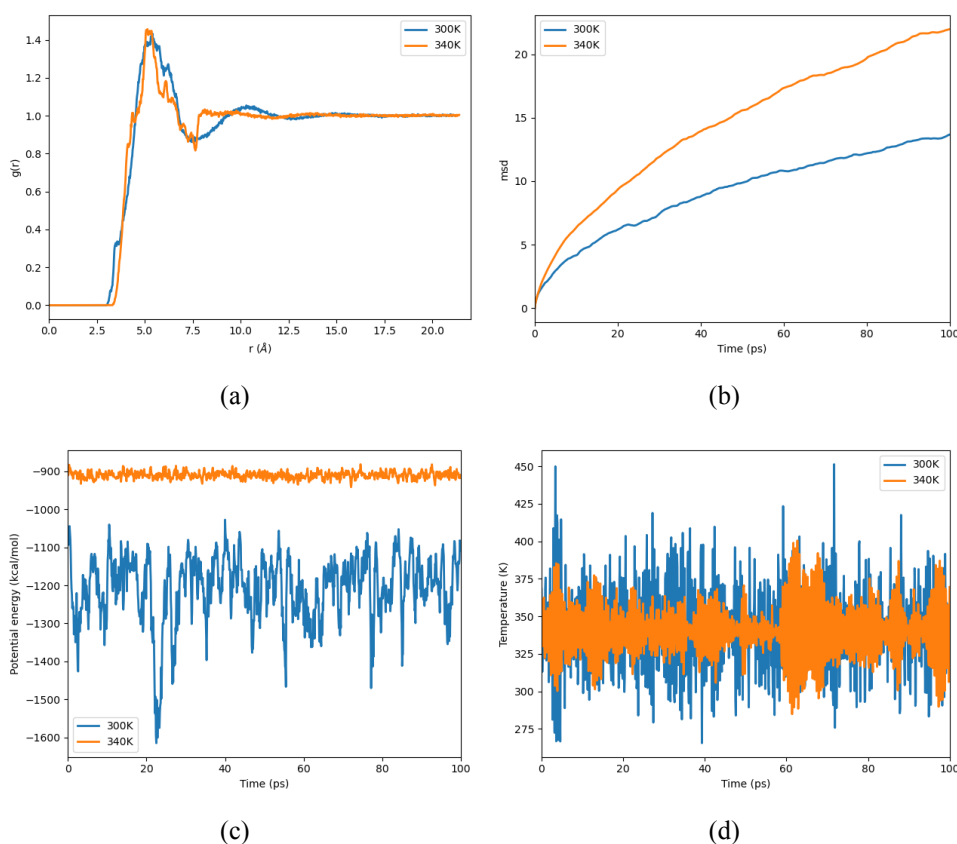 300K
340K
1.4
1.2
1.0
0.8
0.6
0.4
0.2
0.0
g(r)
0.0 2.5 5.0 7.5 10.0 12.5 15.0 17.5 20.0
r (Å)
(a)
300K
340K
20
15
10
5
0
msd
0 20 40 60 80 100
Time (ps)
(b)
−900
−1000
−1100
−1200
−1300
−1400
−1500
−1600
Potential energy (kcal/mol)
300K
340K
0 20 40 60 80 100
Time (ps)
(c)
300K
340K
450
425
400
375
350
325
300
275
Temperature (K)
0 20 40 60 80 100
Time (ps)
(d)